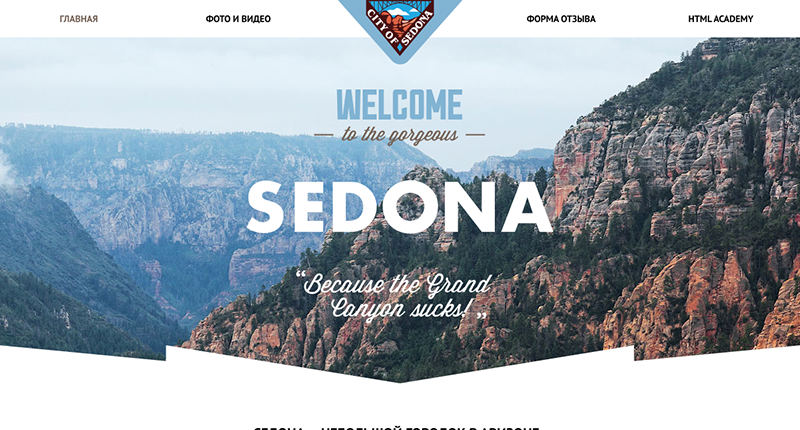 ГЛАВНАЯ
ФОТО И ВИДЕО
CITY OF SEDONA
ФОРМА ОТЗЫВА
HTML ACADEMY
WELCOME
to the gorgeous
SEDONA
“Because the Grand
Canyon sucks!„